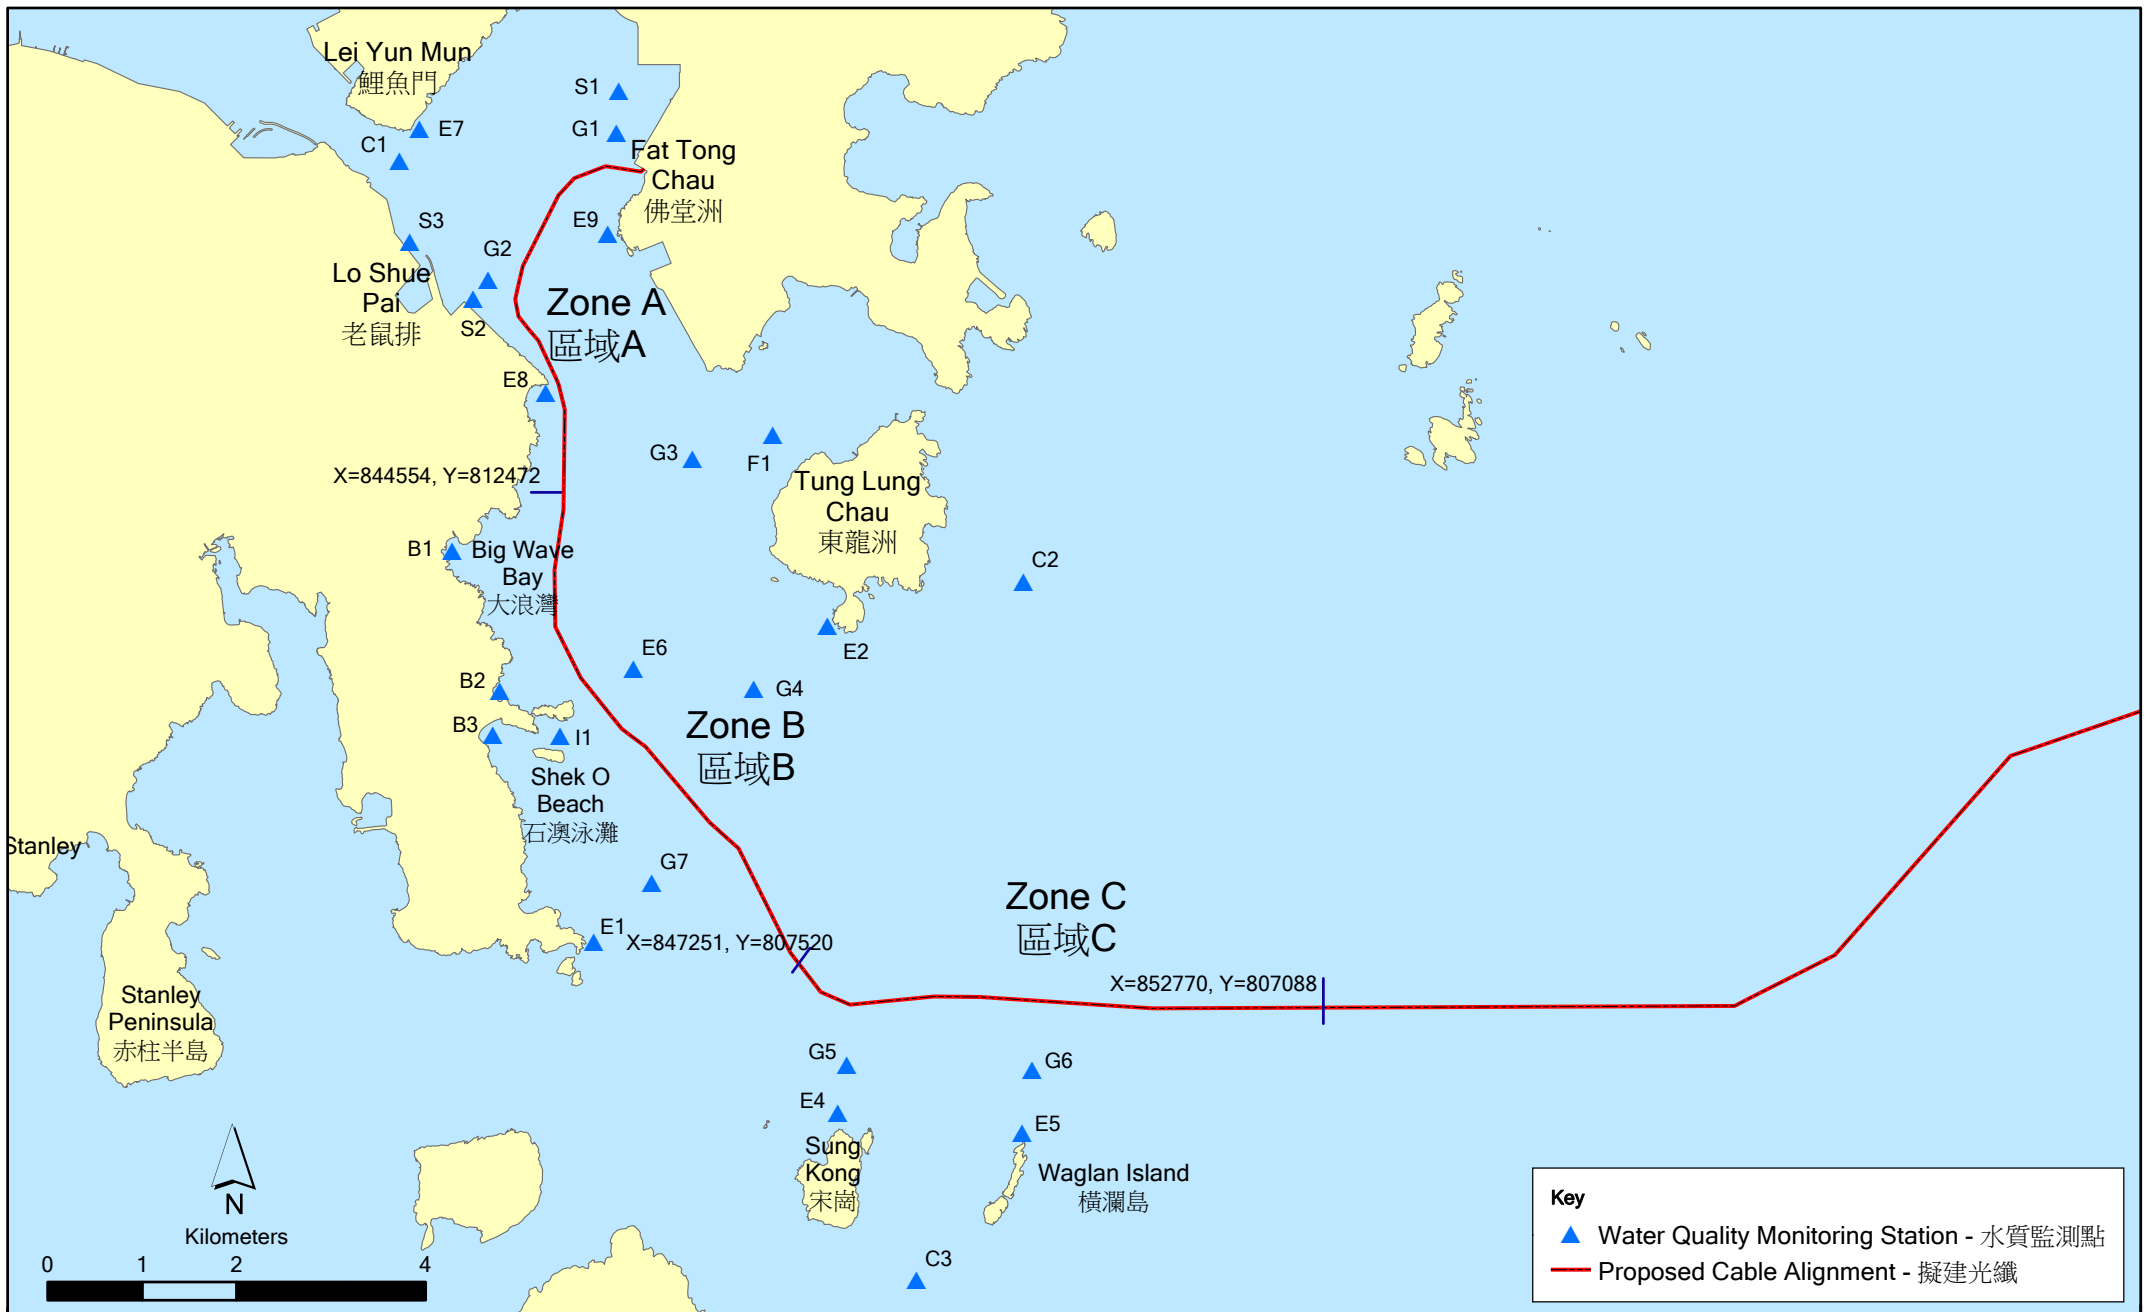 Lei Yun Mun
鯉魚門
S1
G1
E7
C1
Fat Tong
Chau
佛堂洲
S3
E9
G2
Lo Shue
Pai
老鼠排
S2
Zone A
區域A
E8
G3
F1
X=844554, Y=812472
Tung Lung
Chau
東龍洲
B1
Big Wave
Bay
大浪灣
C2
E6
E2
B2
G4
B3
I1
Zone B
區域B
Shek O
Beach
石澳泳灘
Stanley
G7
Zone C
區域C
E1
X=847251, Y=807520
X=852770, Y=807088
Stanley
Peninsula
赤柱半島
G5
G6
E4
E5
Sung
Kong
宋崗
Waglan Island
橫瀾島
N
Kilometers
0 1 2 4
C3
Key
Water Quality Monitoring Station - 水質監測點
Proposed Cable Alignment - 擬建光纖